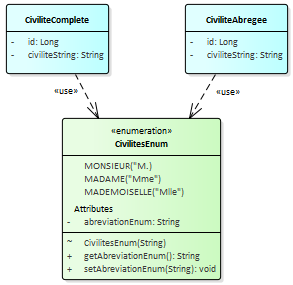 CiviliteComplete
- id: Long
- civiliteString: String
CiviliteAbregee
- id: Long
- civiliteString: String
«use»
«use»
«enumeration»
CivilitesEnum
MONSIEUR("M.)
MADAME("Mme")
MADEMOISELLE("Mlle")
Attributes
- abreviationEnum: String
~ CivilitesEnum(String)
+ getAbreviationEnum(): String
+ setAbreviationEnum(String): void